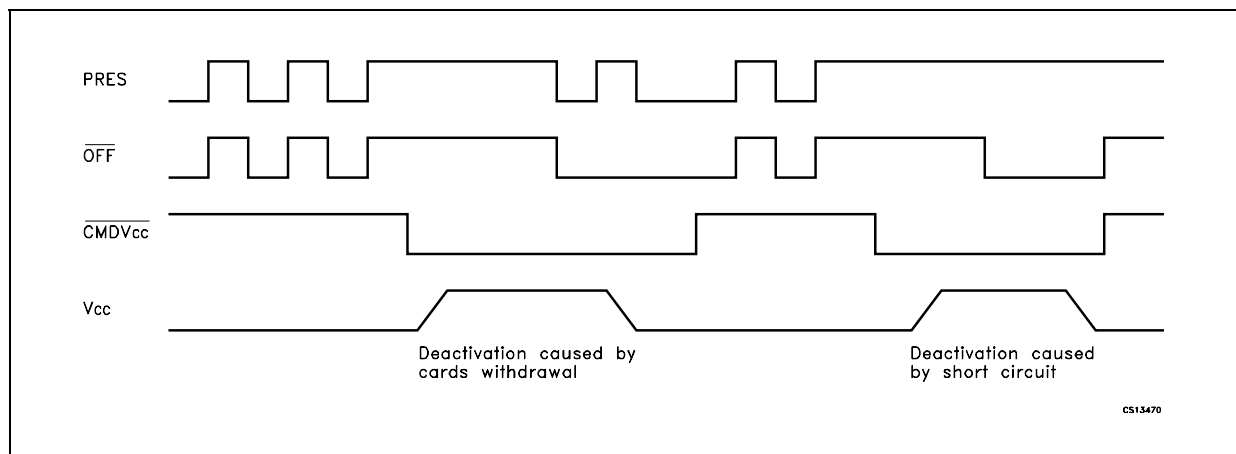 PRES
OFF
CMDVcc
Vcc
Deactivation caused by
cards withdrawal
Deactivation caused
by short circuit
CS13470